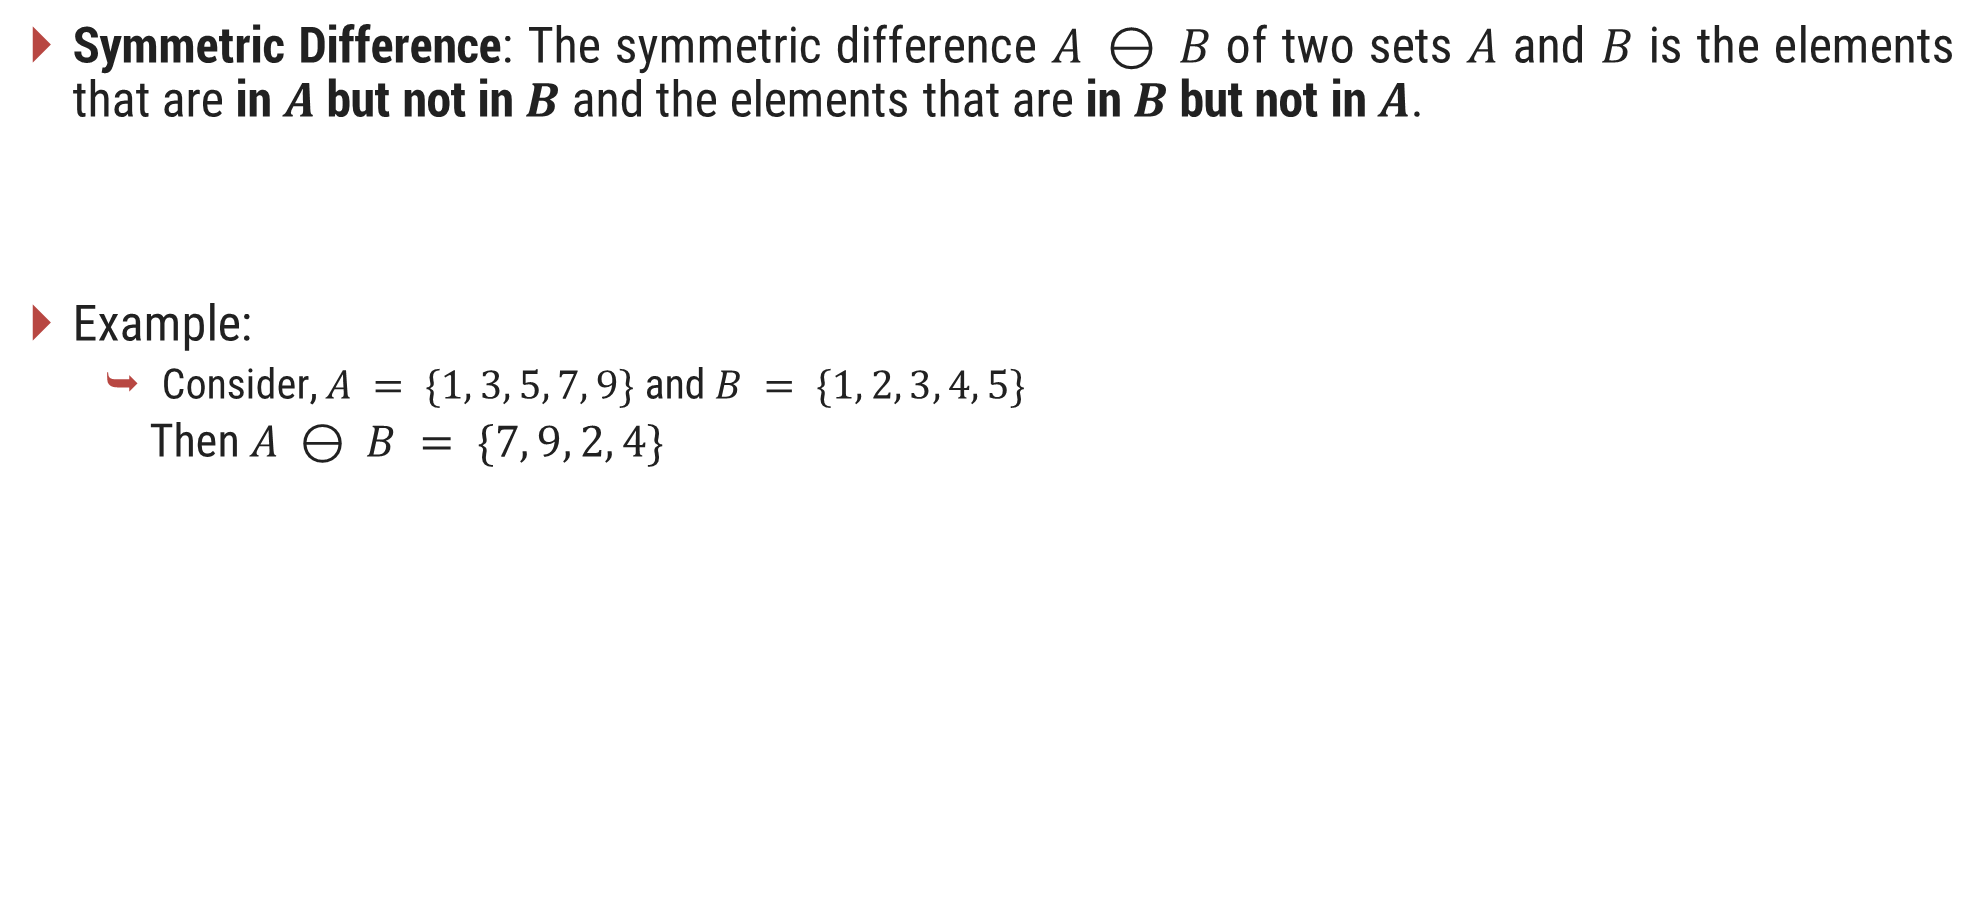 Symmetric Difference: The symmetric difference A ⊖ B of two sets A and B is the elements
that are in A but not in B and the elements that are in B but not in A.
Example:
Consider, A = {1, 3, 5, 7, 9} and B = {1, 2, 3, 4, 5}
Then A ⊖ B = {7, 9, 2, 4}